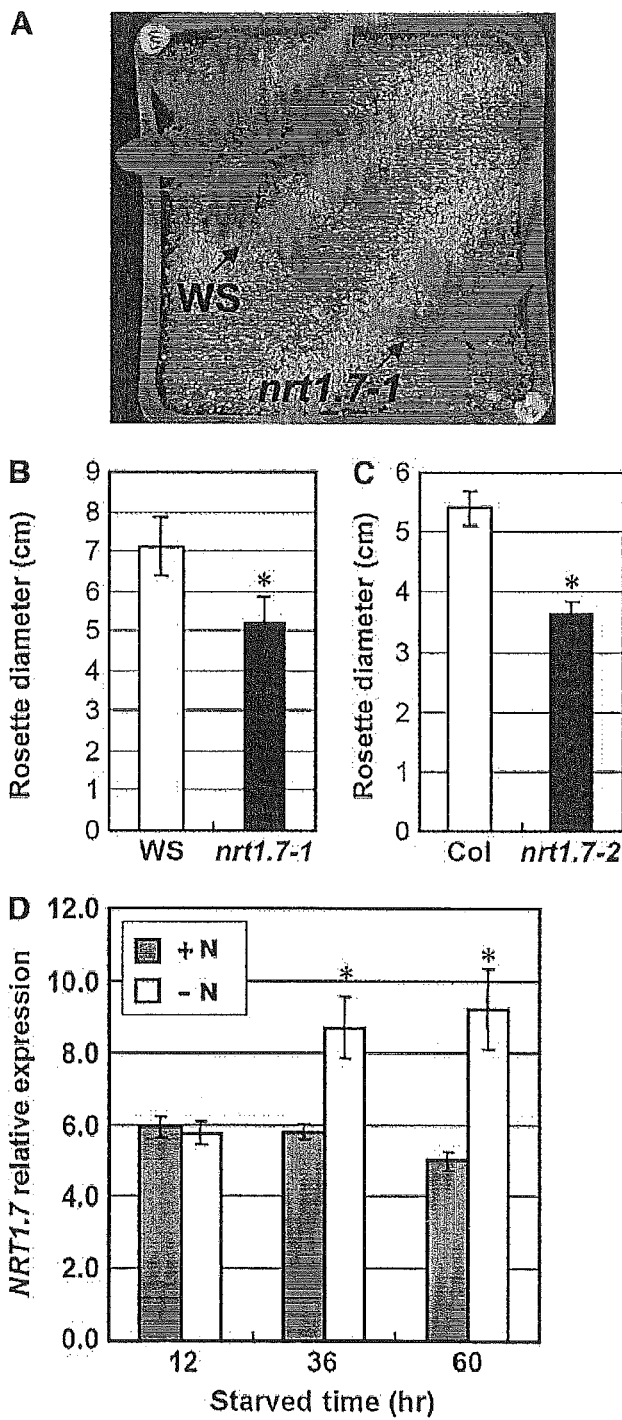 A
WS
nrt1.7-1
B
Rosette diameter (cm)
9
8
7
6
5
4
3
2
1
0
*
WS nrt1.7-1
C
Rosette diameter (cm)
6
5
4
3
2
1
0
*
Col nrt1.7-2
D
NRT1.7 relative expression
12.0
10.0
8.0
6.0
4.0
2.0
0.0
+ N
- N
*
*
12 36 60
Starved time (hr)